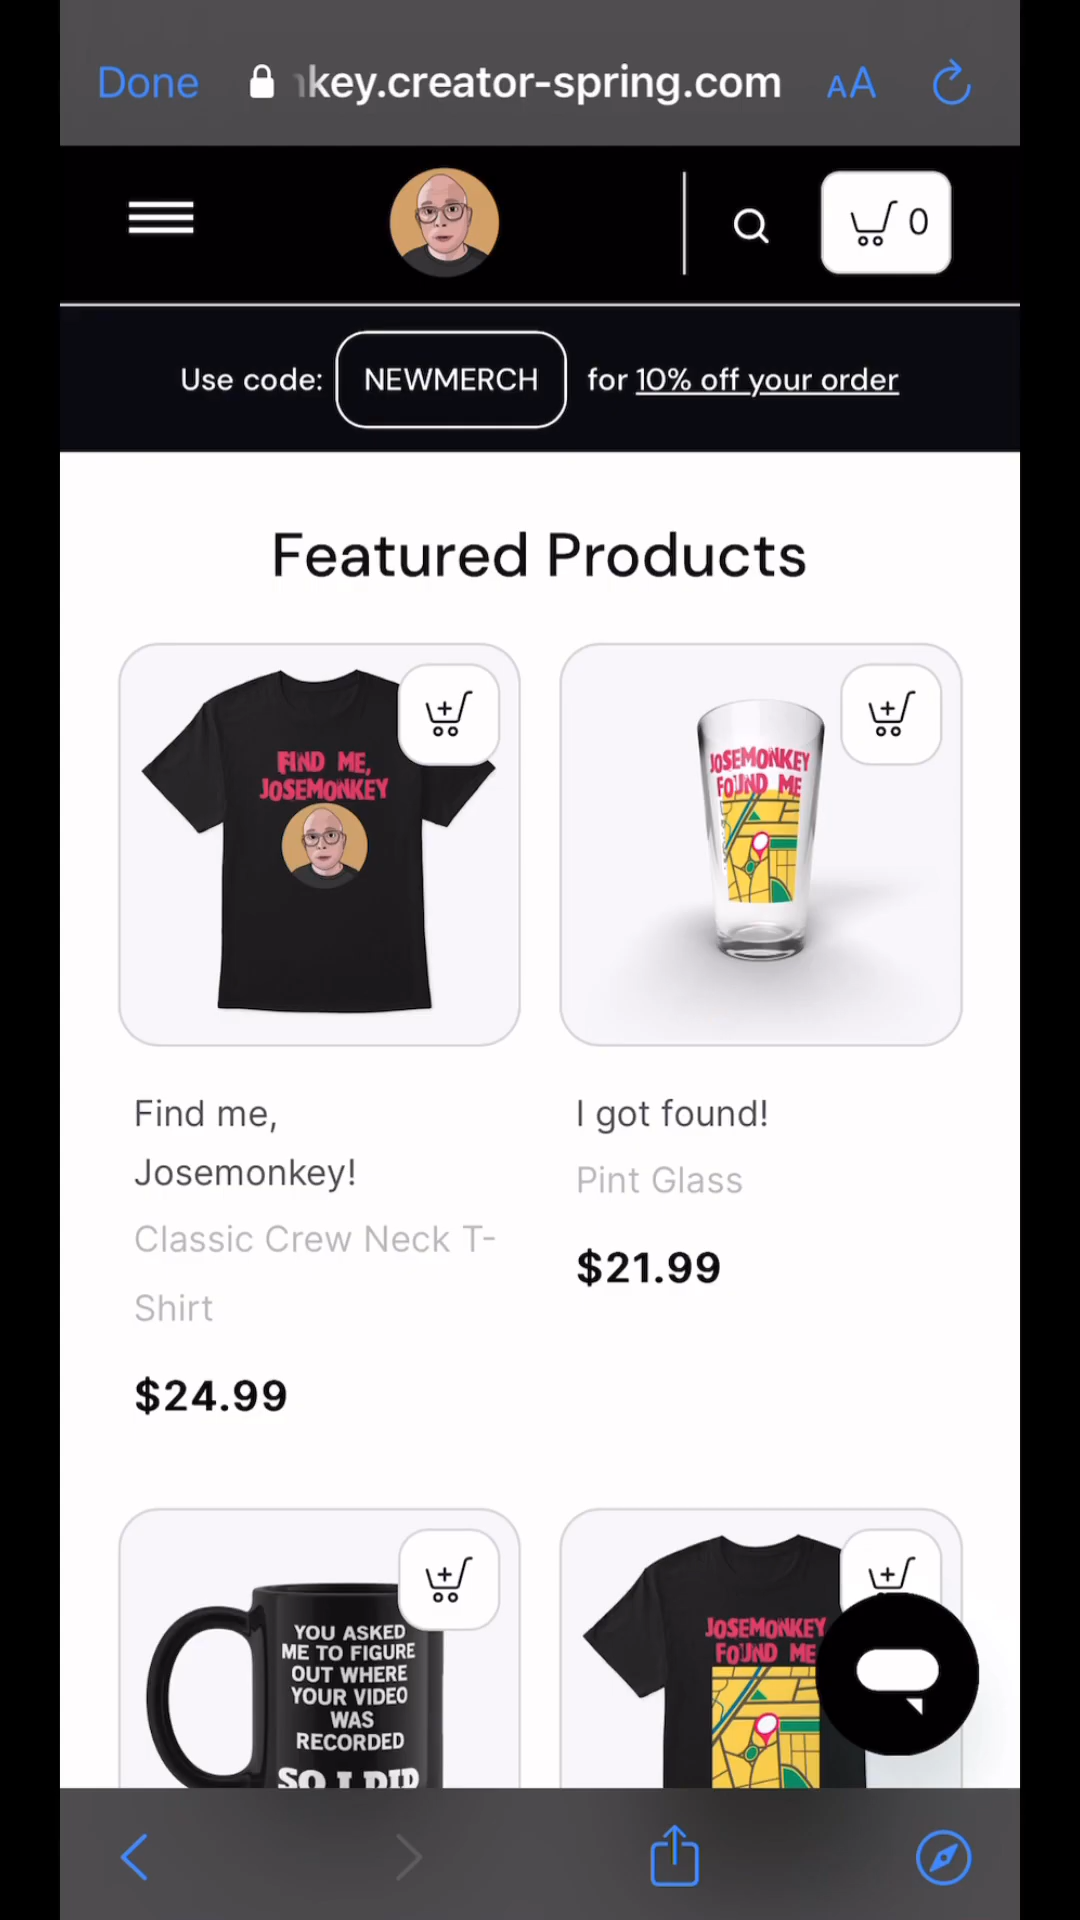 Done
key.creator-spring.com
AA
0
Use code: NEWMERCH for 10% off your order
Featured Products
FIND ME,
JOSEMONKEY
JOSEMONKEY
FOUND ME
Find me,
Josemonkey!
Classic Crew Neck T-
Shirt
$24.99
I got found!
Pint Glass
$21.99
YOU ASKED
ME TO FIGURE
OUT WHERE
YOUR VIDEO
WAS
RECORDED
SO I DID
JOSEMONKEY
FOUND ME